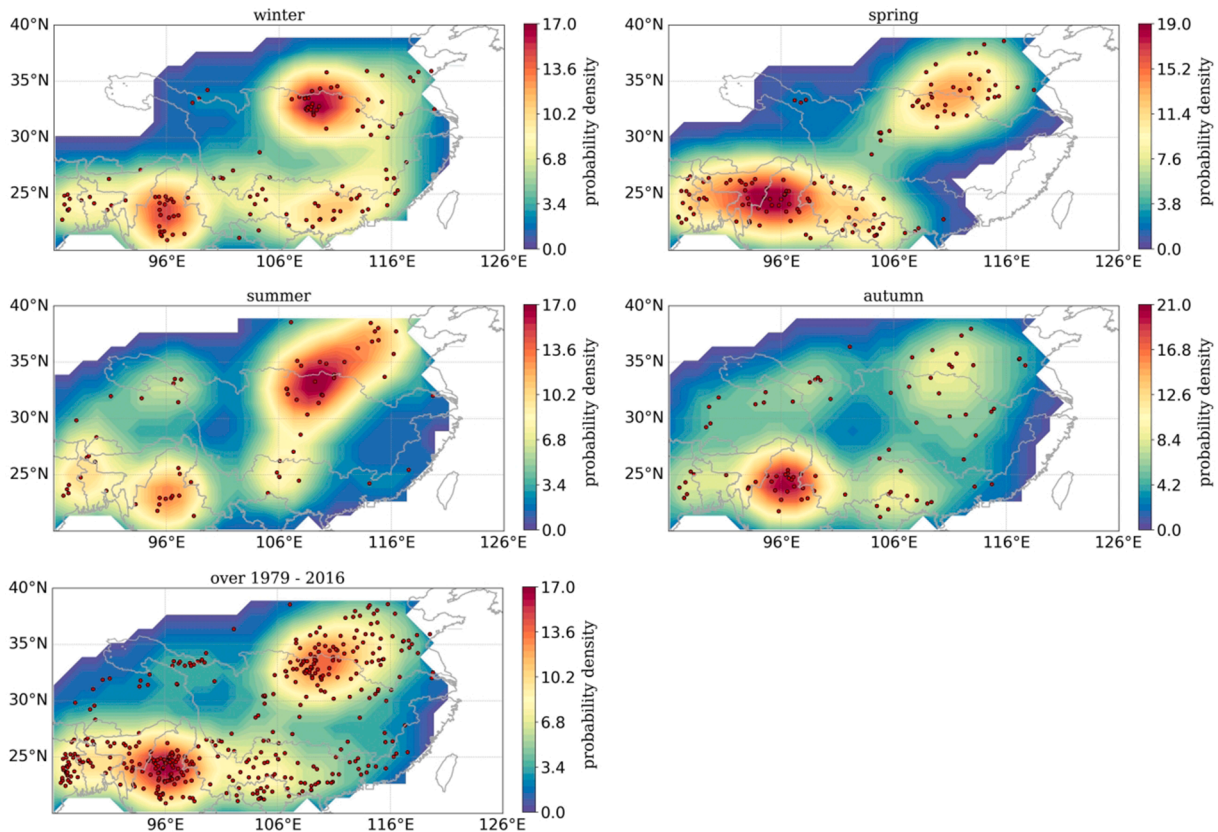 winter
40°N
35°N
30°N
25°N
96°E 106°E 116°E 126°E
17.0
13.6
10.2
6.8
3.4
0.0
probability density
spring
40°N
35°N
30°N
25°N
96°E 106°E 116°E 126°E
19.0
15.2
11.4
7.6
3.8
0.0
probability density
summer
40°N
35°N
30°N
25°N
96°E 106°E 116°E 126°E
17.0
13.6
10.2
6.8
3.4
0.0
probability density
autumn
40°N
35°N
30°N
25°N
96°E 106°E 116°E 126°E
21.0
16.8
12.6
8.4
4.2
0.0
probability density
over 1979 - 2016
40°N
35°N
30°N
25°N
96°E 106°E 116°E 126°E
17.0
13.6
10.2
6.8
3.4
0.0
probability density